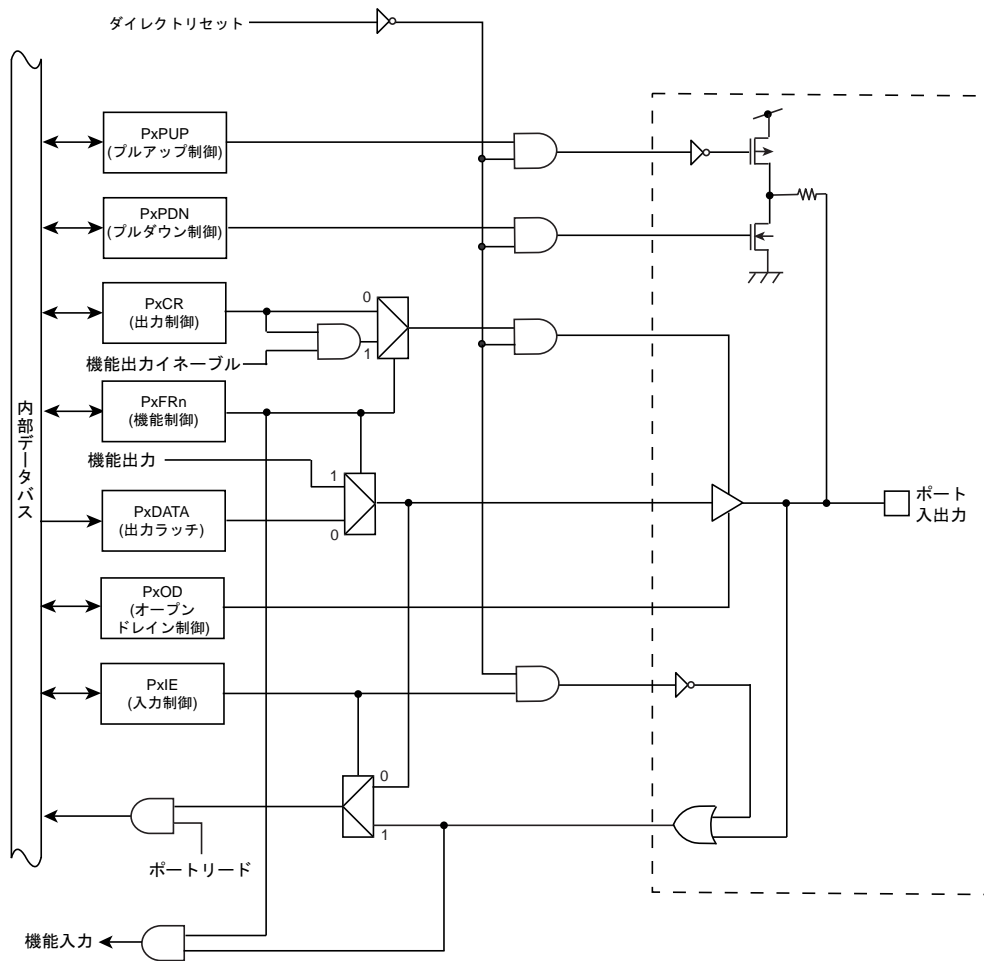 ダイレクトリセット
PxPUP
(プルアップ制御)
PxPDN
(プルダウン制御)
PxCR
(出力制御)
0
1
機能出力イネーブル
PxFRn
(機能制御)
内部データバス
機能出力
1
0
PxDATA
(出力ラッチ)
ポート
入出力
PxOD
(オープン
ドレイン制御)
PxIE
(入力制御)
0
1
ポートリード
機能入力